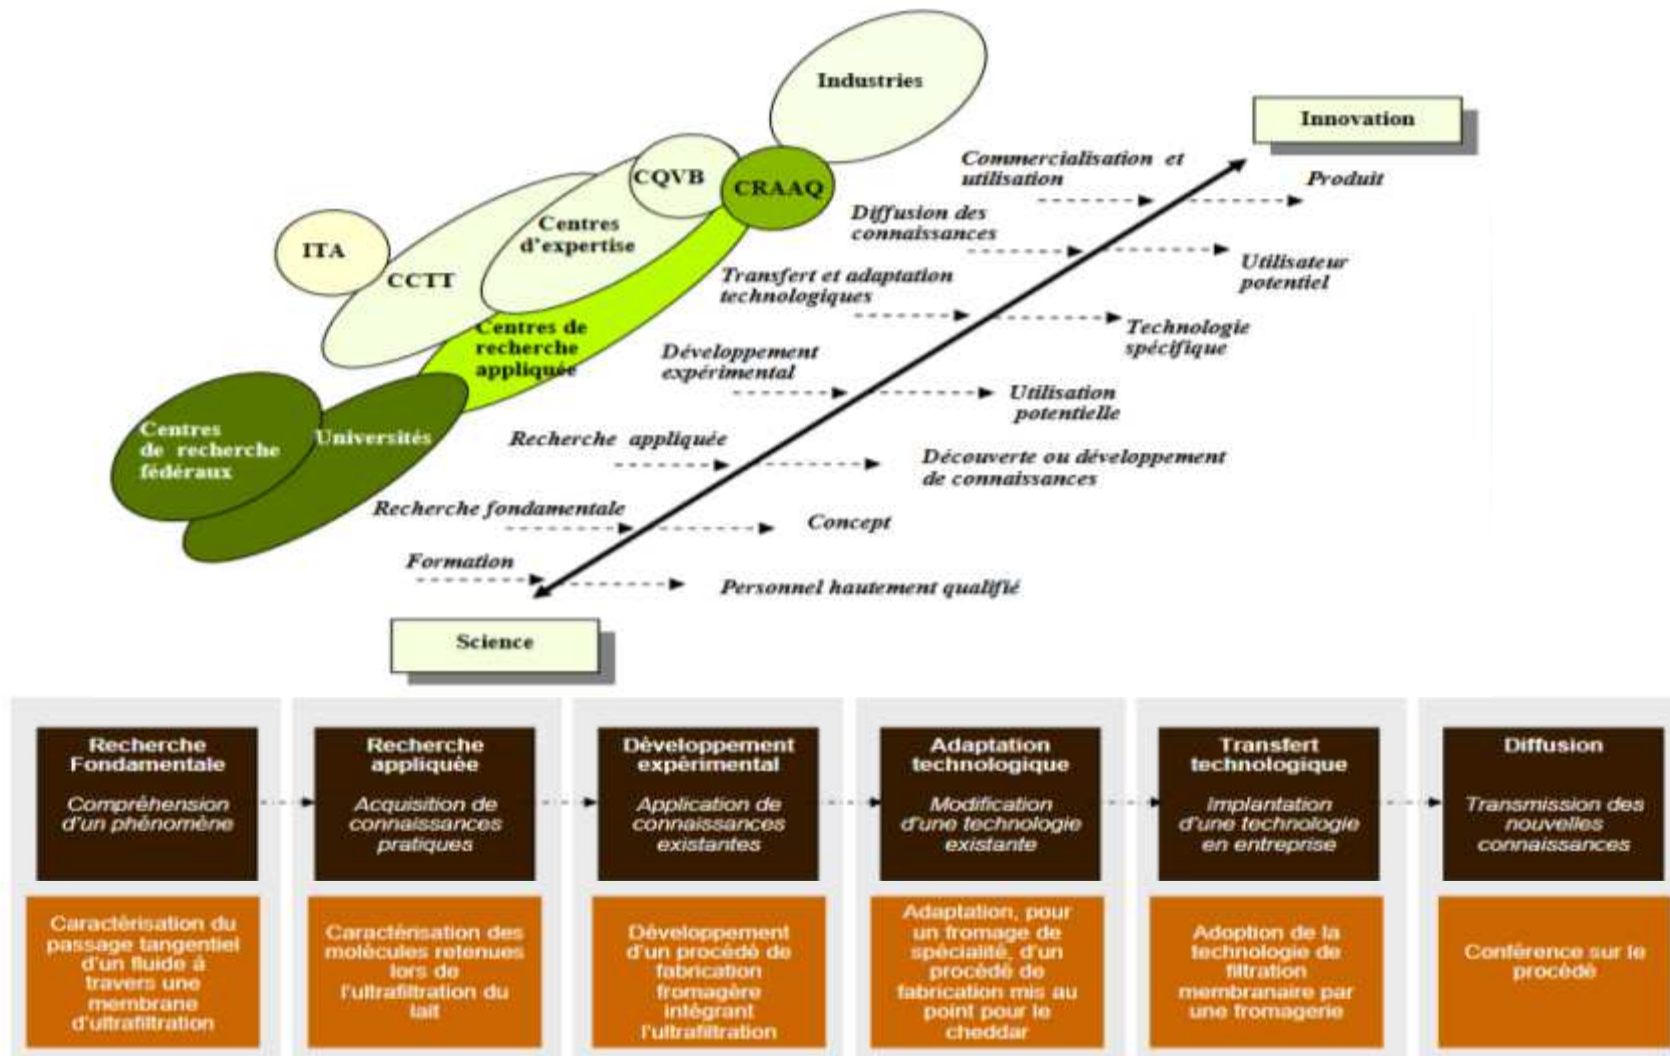 Industries
Innovation
Commercialisation et
utilisation
Produit
CQVB
CRAAQ
Diffusion des
connaissances
Centres
d'expertise
ITA
CCTT
Utilisateur
potentiel
Transfert et adaptation
technologiques
Centres de
recherche
appliquée
Technologie
spécifique
Développement
expérimental
Utilisation
potentielle
Centres
de recherche
fédéraux
Universités
Recherche appliquée
Découverte ou développement
de connaissances
Recherche fondamentale
Concept
Formation
Personnel hautement qualifié
Science
Recherche
Fondamentale
Compréhension
d'un phénomène
Recherche
appliquée
Acquisition de
connaissances
pratiques
Développement
expérimental
Application de
connaissances
existantes
Adaptation
technologique
Modification
d'une technologie
existante
Transfert
technologique
Implantation
d'une technologie
en entreprise
Diffusion
Transmission des
nouvelles
connaissances
Caractérisation du
passage tangentiel
d'un fluide à
travers une
membrane
d'ultrafiltration
Caractérisation des
molécules retenues
lors de
l'ultrafiltration du
lait
Développement
d'un procédé de
fabrication
fromagère
intégrant
l'ultrafiltration
Adaptation, pour
un fromage de
spécialité, d'un
procédé de
fabrication mis au
point pour le
cheddar
Adoption de la
technologie de
filtration
membranaire par
une fromagerie
Conférence sur le
procédé